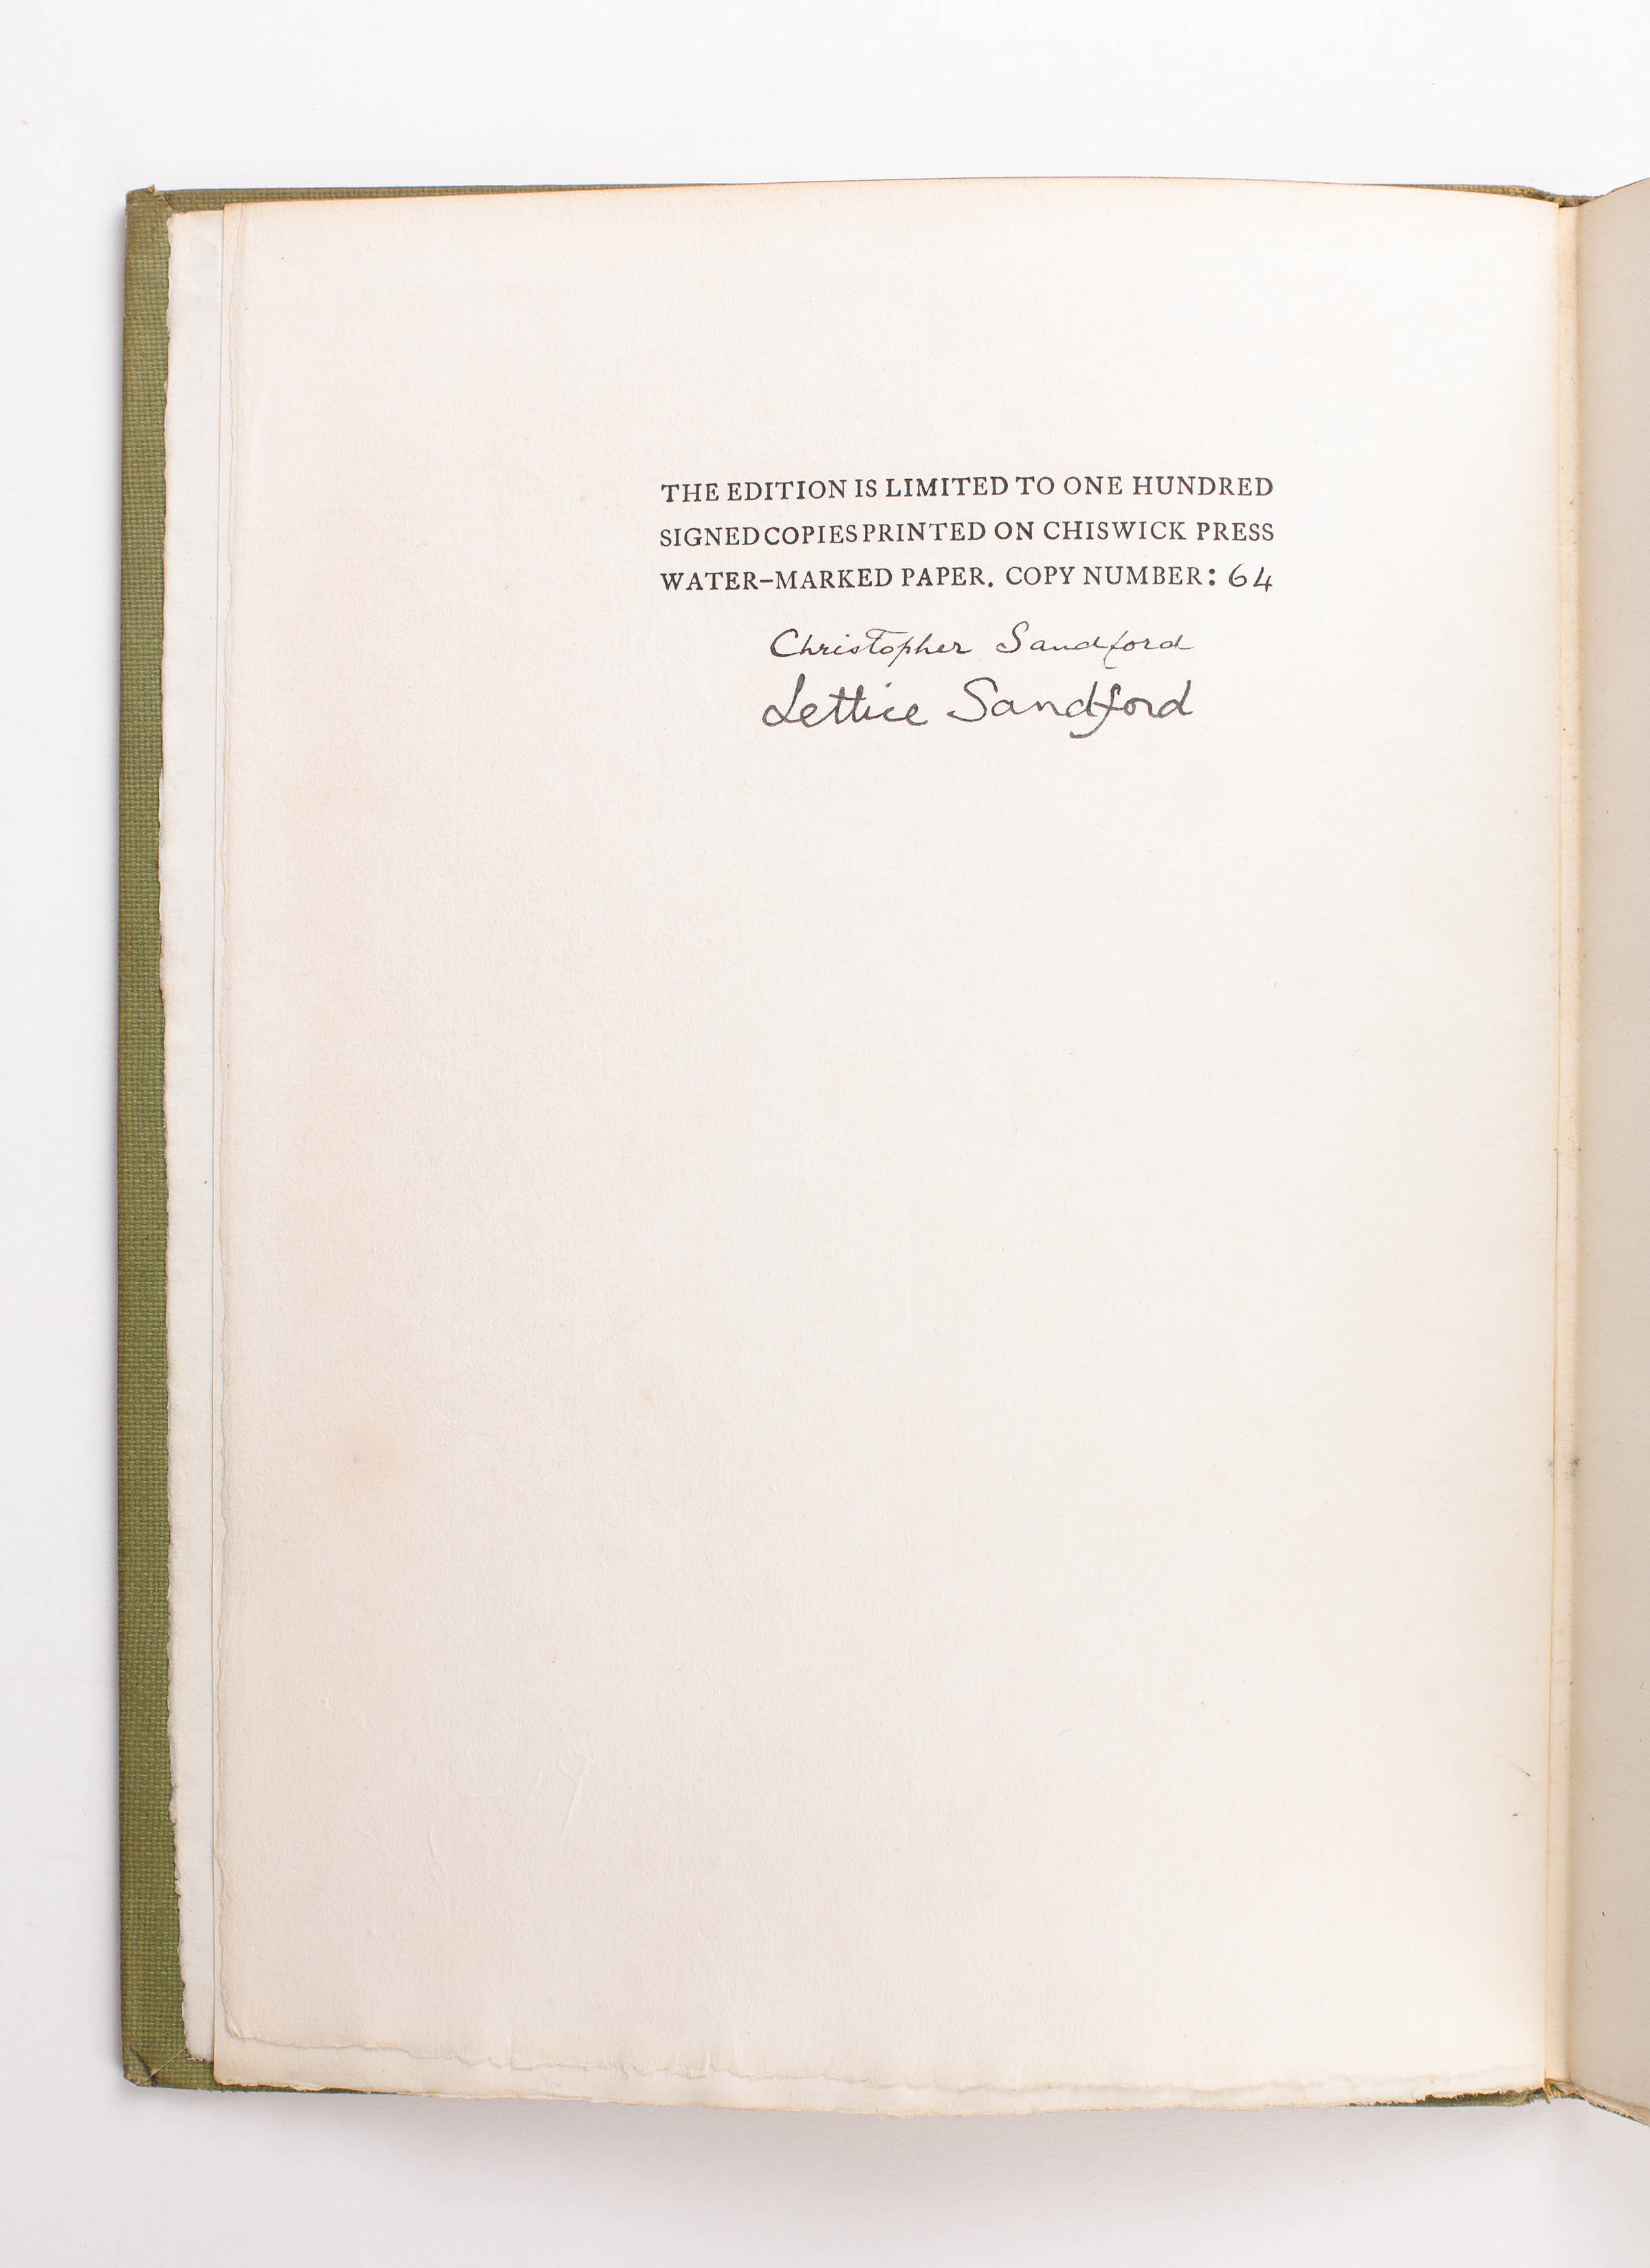 THE EDITION IS LIMITED TO ONE HUNDRED
SIGNED COPIES PRINTED ON CHISWICK PRESS
WATER-MARKED PAPER. COPY NUMBER: 64
Christopher Sandford
Lettice Sandford